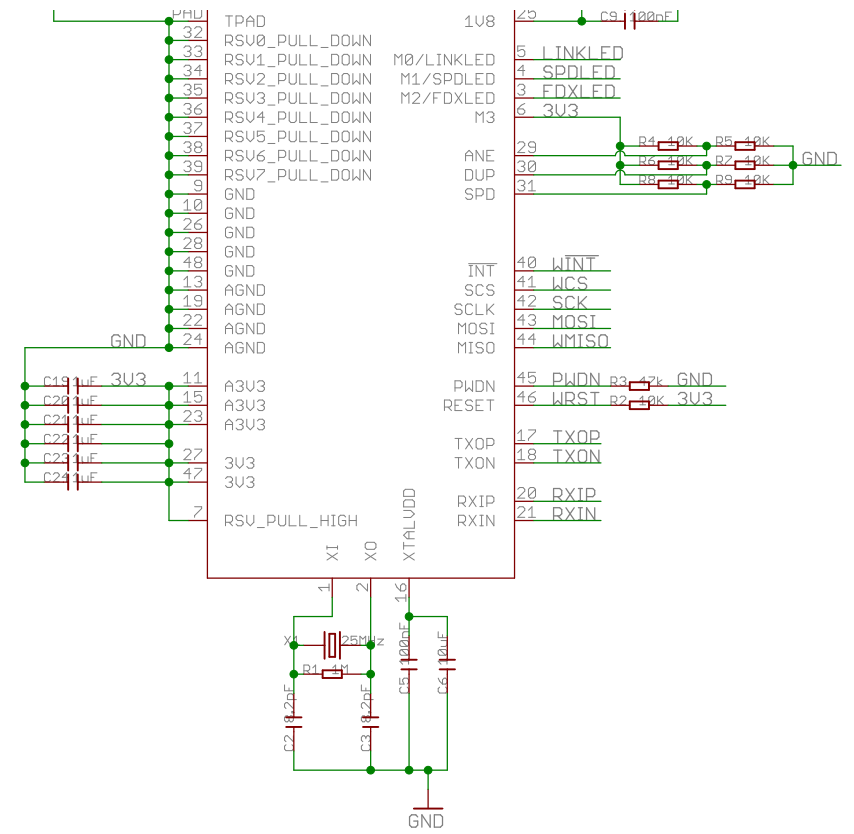 PAD
TPAD
32
RSV0_PULL_DOWN
33
RSV1_PULL_DOWN
34
RSV2_PULL_DOWN
35
RSV3_PULL_DOWN
36
RSV4_PULL_DOWN
37
RSV5_PULL_DOWN
38
RSV6_PULL_DOWN
39
RSV7_PULL_DOWN
9
GND
10
GND
26
GND
28
GND
48
GND
13
AGND
19
AGND
22
AGND
GND
24
AGND
C19 1uF
3V3
11
A3V3
C20 1uF
15
A3V3
C21 1uF
23
A3V3
C22 1uF
C23 1uF
27
3V3
C24 1uF
47
3V3
7
RSV_PULL_HIGH
1V8
25
C9 100nF
M0/LINKLED
5
LINKLED
M1/SPDLED
4
SPDLED
M2/FDXLED
3
FDXLED
M3
6
3V3
R4 10K
R5 10K
ANE
29
R6 10K
R7 10K
GND
DUP
30
R8 10K
R9 10K
SPD
31
INT
40
WINT
SCS
41
WCS
SCLK
42
SCK
MOSI
43
MOSI
MISO
44
WMISO
PWDN
45
PWDN
R3 47k
GND
RESET
46
WRST
R2 10K
3V3
TXOP
17
TXOP
TXON
18
TXON
RXIP
20
RXIP
RXIN
21
RXIN
XI
XO
XTALVDD
1
2
16
X1
25MHz
R1 1M
C2 8.2pF
C3 8.2pF
C5 100nF
C6 10uF
GND